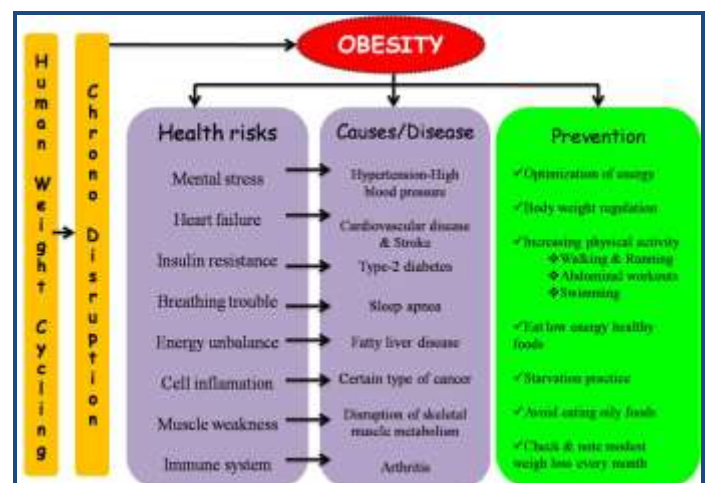 Human Weight Cycling
Chrono Disruption
OBESITY
Health risks
Mental stress
Heart failure
Insulin resistance
Breathing trouble
Energy unbalance
Cell inflamation
Muscle weakness
Immune system
Causes/Disease
Hypertension-High
blood pressure
Cardiovascular disease
& Stroke
Type-2 diabetes
Sleep apnea
Fatty liver disease
Certain type of cancer
Disruption of skeletal
muscle metabolism
Arthritis
Prevention
✓Optimization of energy
✓Body weight regulation
✓Increasing physical activity
❖Walking & Running
❖Abdominal workouts
❖Swimming
✓Eat low energy healthy
foods
✓Starvation practice
✓Avoid eating oily foods
✓Check & note modest
weigh loss every month